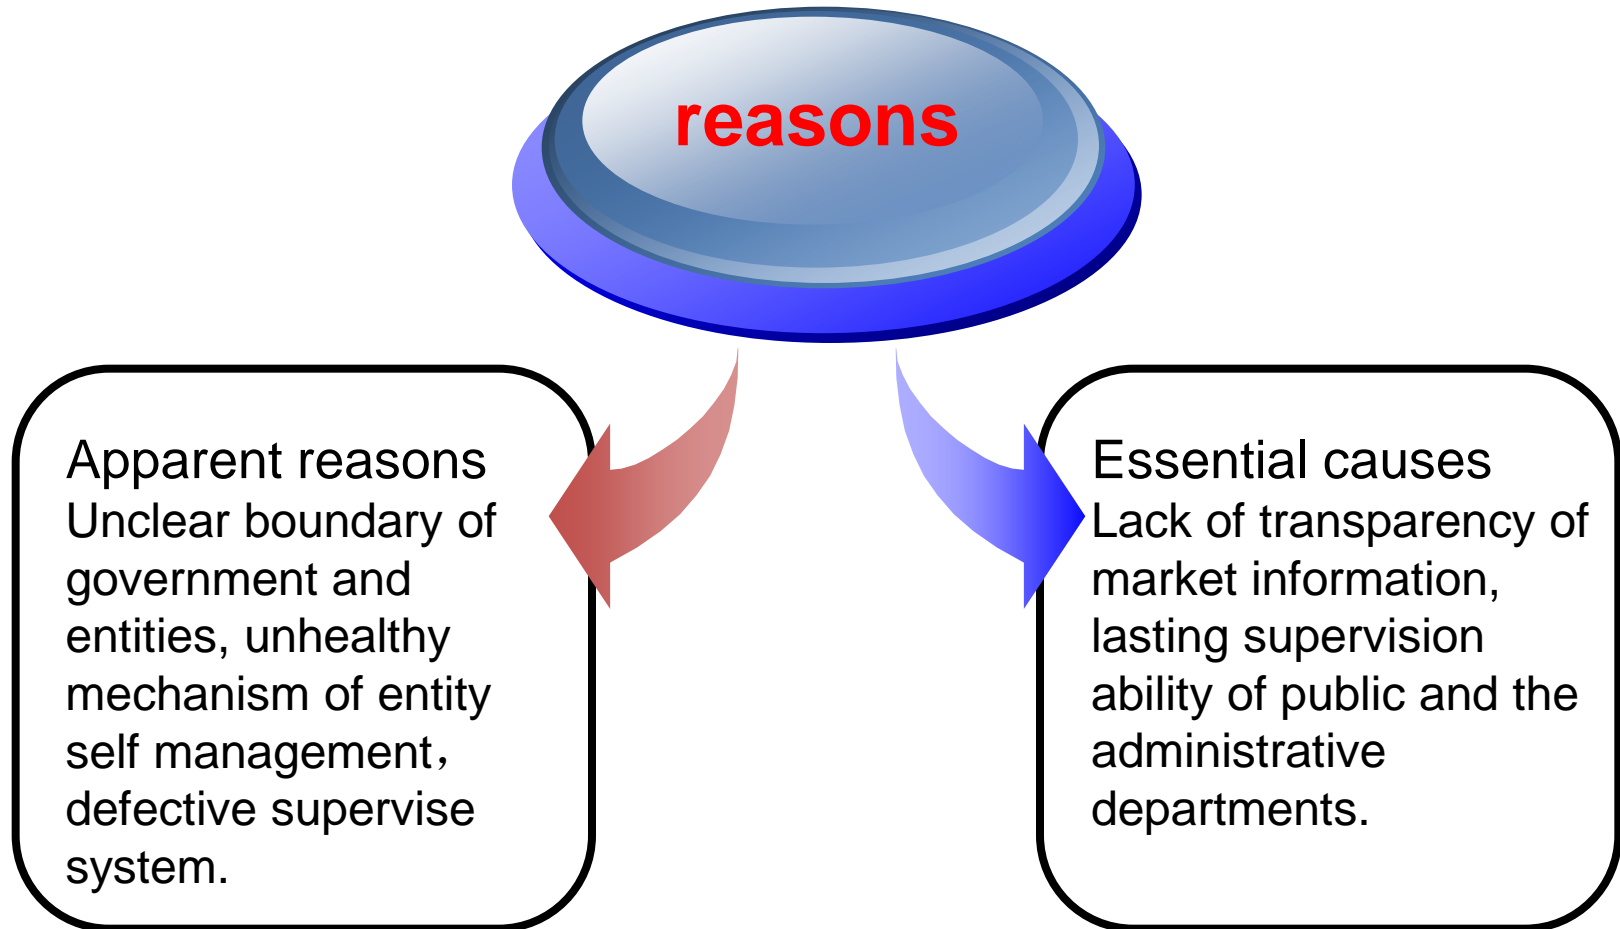 reasons
Apparent reasons
Unclear boundary of
government and
entities, unhealthy
mechanism of entity
self management，
defective supervise
system.
Essential causes
Lack of transparency of
market information,
lasting supervision
ability of public and the
administrative
departments.